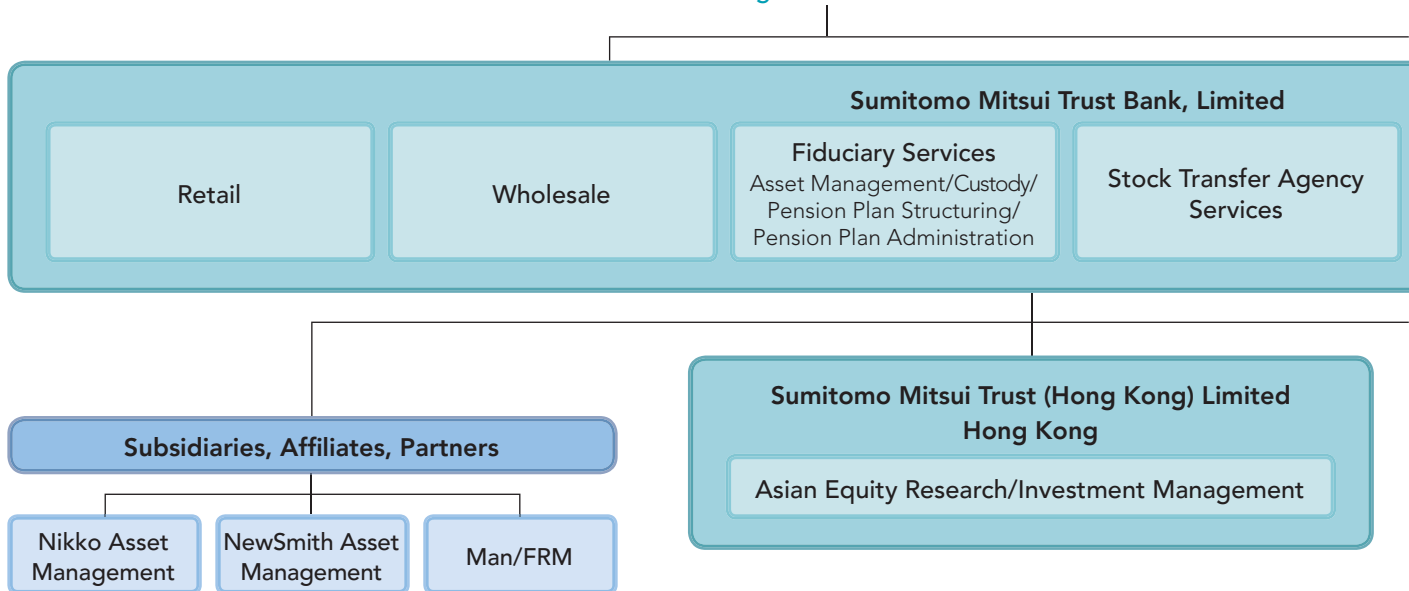 Sumitomo Mitsui Trust Bank, Limited
Retail
Wholesale
Fiduciary Services
Asset Management/Custody/
Pension Plan Structuring/
Pension Plan Administration
Stock Transfer Agency
Services
Subsidiaries, Affiliates, Partners
Nikko Asset
Management
NewSmith Asset
Management
Man/FRM
Sumitomo Mitsui Trust (Hong Kong) Limited
Hong Kong
Asian Equity Research/Investment Management